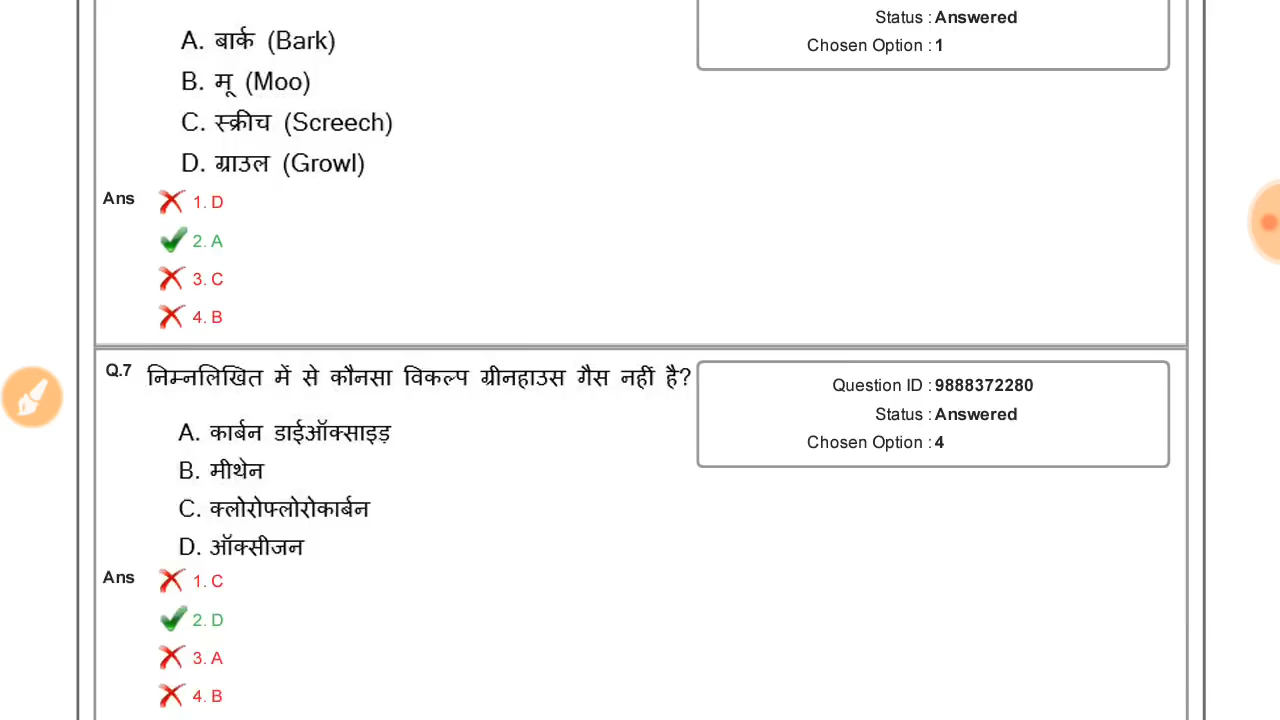 Status : Answered
Chosen Option : 1
A. बार्क (Bark)
B. मू (Moo)
C. स्क्रीच (Screech)
D. ग्राउल (Growl)
Ans
1. D
2. A
3. C
4. B
Q.7 निम्नलिखित में से कौनसा विकल्प ग्रीनहाउस गैस नहीं है?
Question ID : 9888372280
Status : Answered
Chosen Option : 4
A. कार्बन डाईऑक्साइड़
B. मीथेन
C. क्लोरोफ्लोरोकार्बन
D. ऑक्सीजन
Ans
1. C
2. D
3. A
4. B